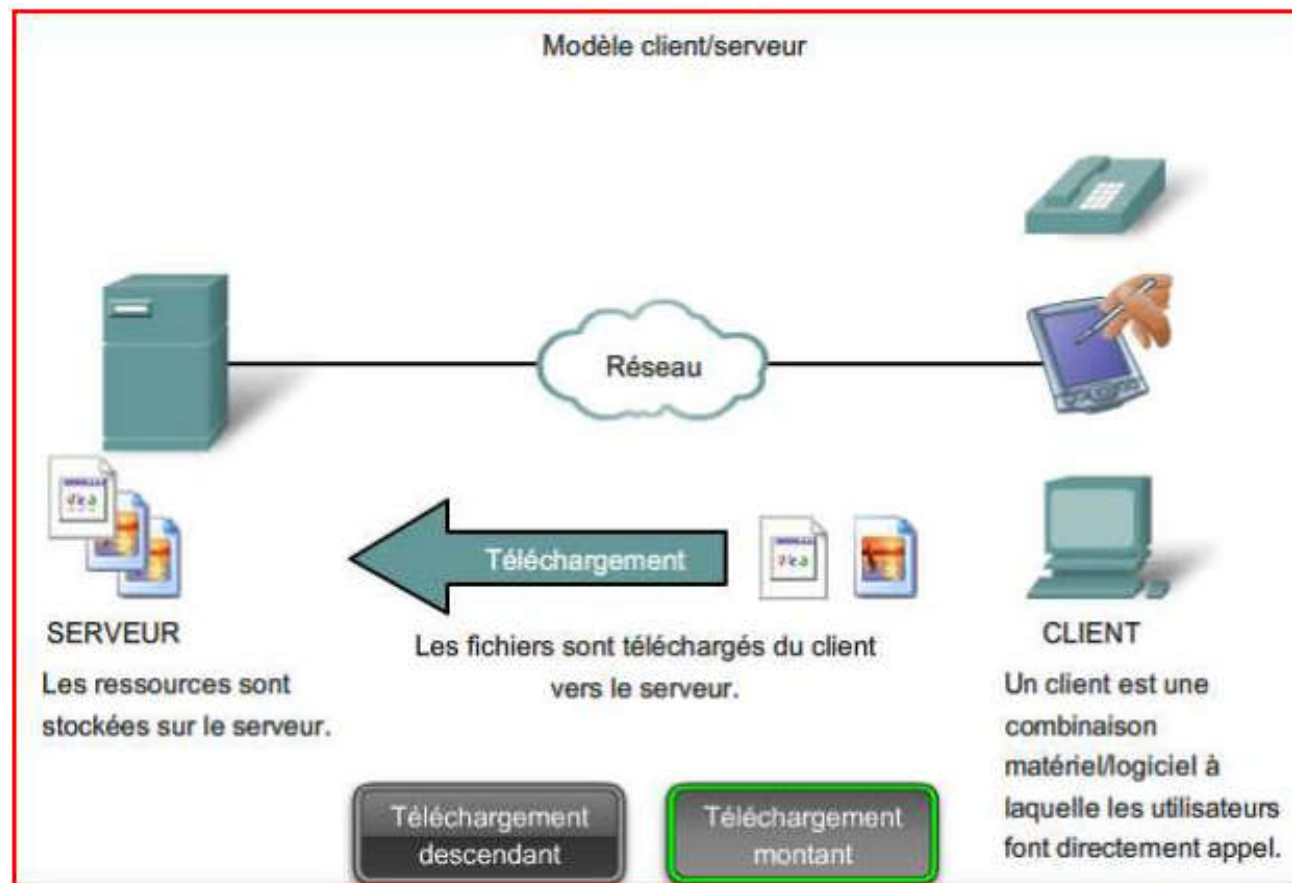 Modèle client/serveur
Réseau
Téléchargement
SERVEUR
Les ressources sont
stockées sur le serveur.
Les fichiers sont téléchargés du client
vers le serveur.
CLIENT
Un client est une
combinaison
matériel/logiciel à
laquelle les utilisateurs
font directement appel.
Téléchargement
descendant
Téléchargement
montant